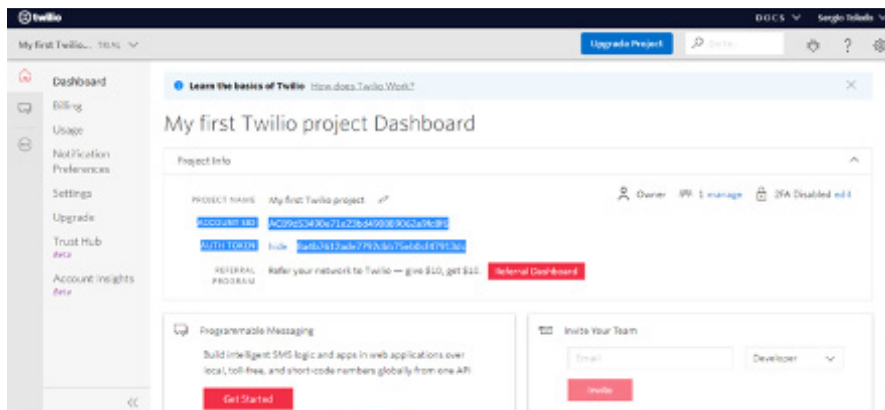 twilio
DOCS Sergio Toledo
My first Twilio... TRIAL Upgrade Project
Dashboard
Learn the basics of Twilio How does Twilio Work?
Billing
Usage
My first Twilio project Dashboard
Notification
Preferences
Project Info
Settings
PROJECT NAME My first Twilio project Owner 1 manage 2FA Disabled edit
Upgrade
ACCOUNT SID
Trust Hub
Beta
AUTH TOKEN hide
REFERRAL
PROGRAM
Refer your network to Twilio — give $10, get $10. Referral Dashboard
Account Insights
Beta
Programmable Messaging
Build intelligent SMS logic and apps in web applications over
local, toll-free, and short-code numbers globally from one API
Get Started
Invite Your Team
Email Developer
Invite